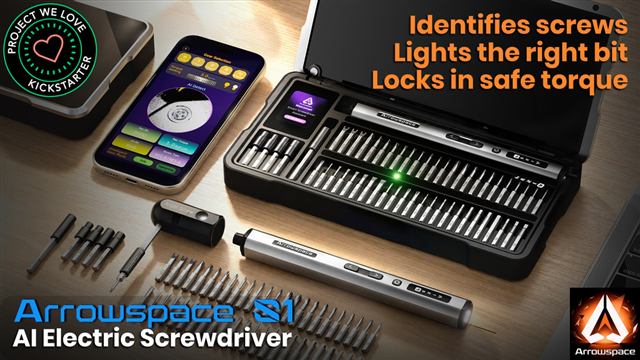 PROJECT WE LOVE
KICKSTARTER
Identifies screws
Lights the right bit
Locks in safe torque
AI Detect
Arrowspace
Arrowspace
Arrowspace S1
AI Electric Screwdriver
Arrowspace